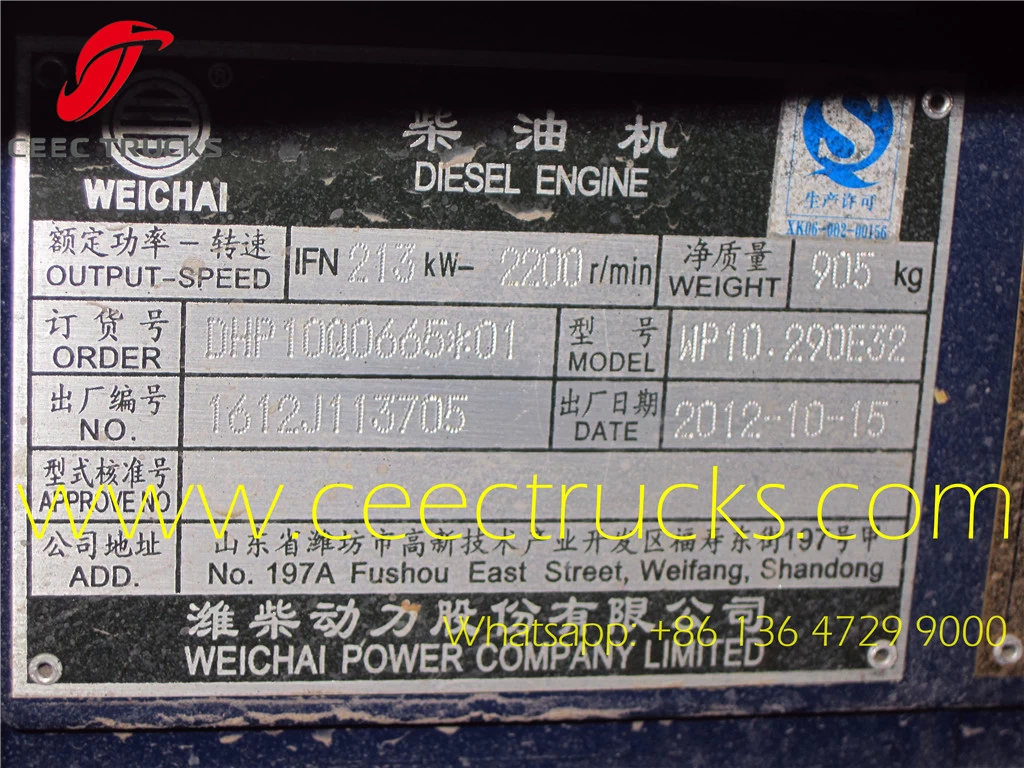 CEEC TRUCKS
®
WEICHAI
柴油机
DIESEL ENGINE
生产许可
XK06-002-00156
额定功率-转速
OUTPUT-SPEED
IFN 213 kW- 2200 r/min
净质量
WEIGHT
905 kg
订货号
ORDER
DHP10Q0665*01
型号
MODEL
WP10.290E32
出厂编号
NO.
1612J113705
出厂日期
DATE
2012-10-15
型式核准号
APPROVE NO
www.ceectrucks.com
公司地址
ADD.
山东省潍坊市高新技术产业开发区福寿东街197号甲
No. 197A Fushou East Street, Weifang, Shandong
潍柴动力股份有限公司
Whatsapp: +86 136 4729 9000
WEICHAI POWER COMPANY LIMITED